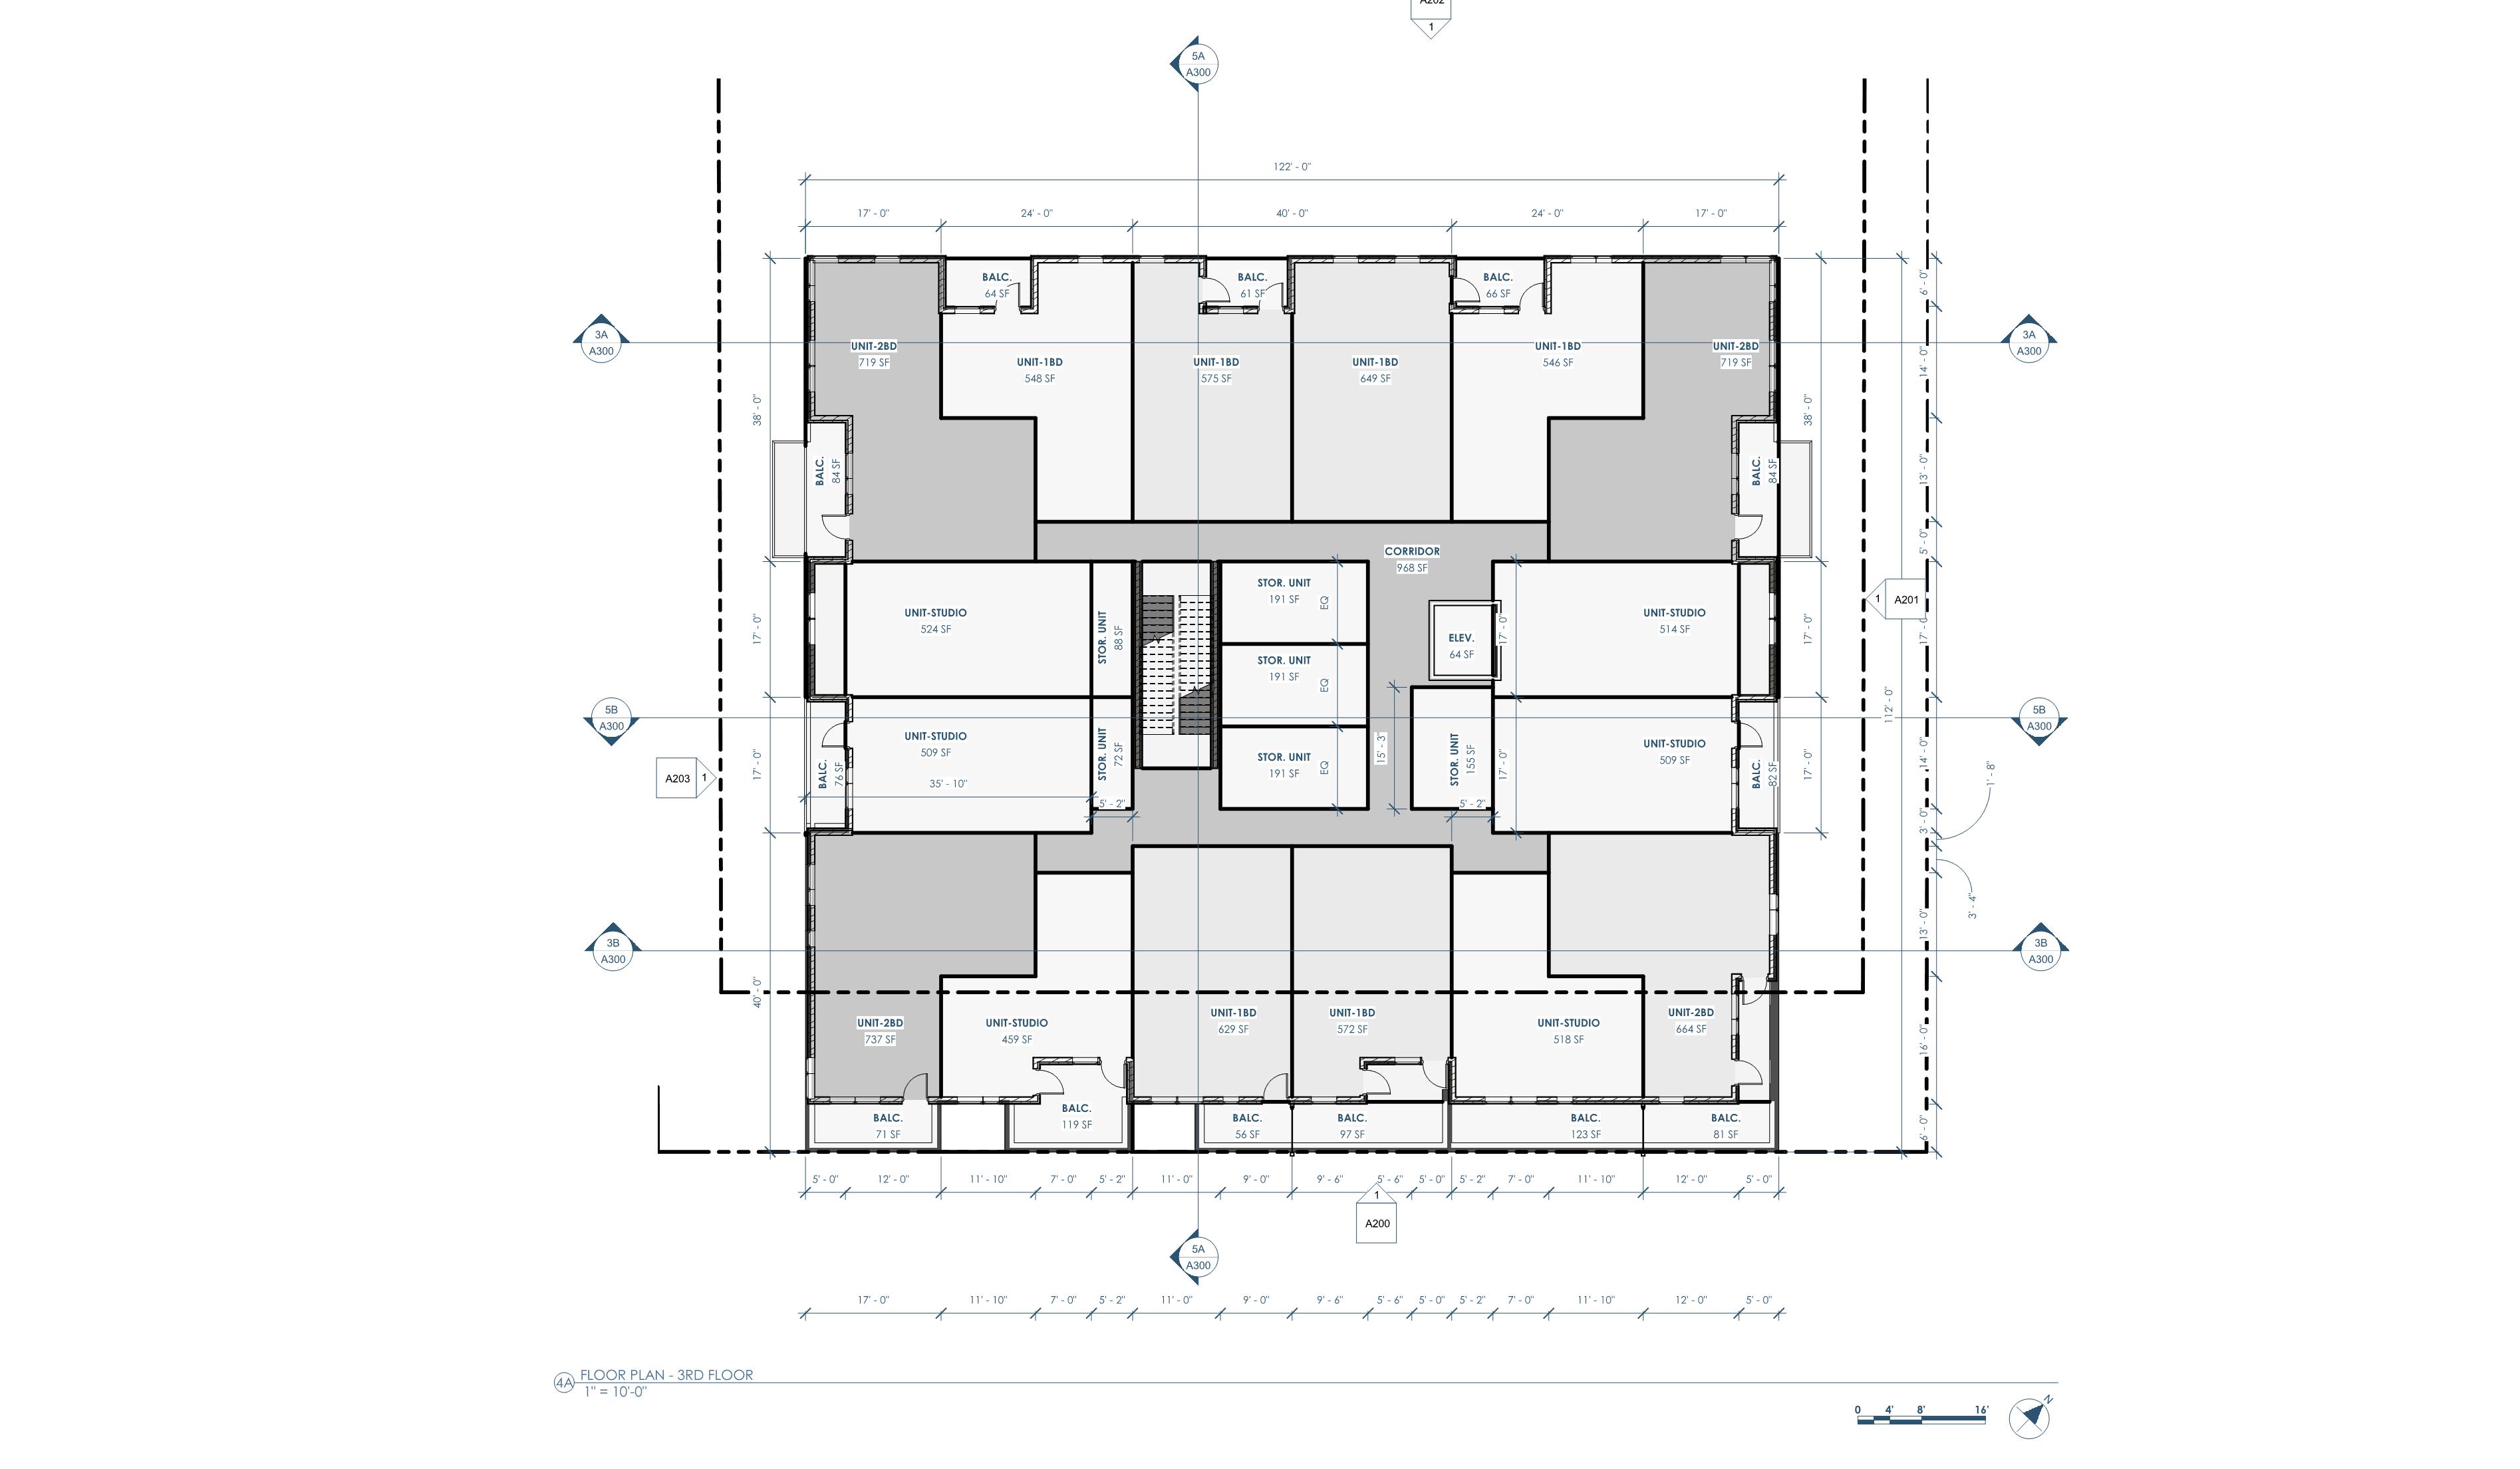 A202
1
5A
A300
122' - 0"
17' - 0"
24' - 0"
40' - 0"
24' - 0"
17' - 0"
BALC.
64 SF
BALC.
61 SF
BALC.
66 SF
6' - 0"
3A
A300
3A
A300
UNIT-2BD
719 SF
UNIT-1BD
548 SF
UNIT-1BD
575 SF
UNIT-1BD
649 SF
UNIT-1BD
546 SF
UNIT-2BD
719 SF
14' - 0"
38' - 0"
38' - 0"
BALC.
84 SF
BALC.
84 SF
13' - 0"
CORRIDOR
968 SF
5' - 0"
STOR. UNIT
191 SF
EQ
1
A201
UNIT-STUDIO
524 SF
STOR. UNIT
88 SF
ELEV.
64 SF
17' - 0"
UNIT-STUDIO
514 SF
17' - 0"
17' - 0"
17' - 0"
STOR. UNIT
191 SF
EQ
112' - 0"
5B
A300
5B
A300
UNIT-STUDIO
509 SF
35' - 10"
STOR. UNIT
72 SF
5' - 2"
STOR. UNIT
191 SF
EQ
15' - 3"
STOR. UNIT
155 SF
5' - 2"
17' - 0"
UNIT-STUDIO
509 SF
17' - 0"
BALC.
76 SF
BALC.
82 SF
17' - 0"
14' - 0"
1' - 8"
A203
1
3' - 0"
3' - 4"
3B
A300
3B
A300
13' - 0"
40' - 0"
UNIT-2BD
737 SF
UNIT-STUDIO
459 SF
UNIT-1BD
629 SF
UNIT-1BD
572 SF
UNIT-STUDIO
518 SF
UNIT-2BD
664 SF
16' - 0"
BALC.
71 SF
BALC.
119 SF
BALC.
56 SF
BALC.
97 SF
BALC.
123 SF
BALC.
81 SF
6' - 0"
5' - 0"
12' - 0"
11' - 10"
7' - 0"
5' - 2"
11' - 0"
9' - 0"
9' - 6"
5' - 6"
5' - 0"
5' - 2"
7' - 0"
11' - 10"
12' - 0"
5' - 0"
1
A200
5A
A300
17' - 0"
11' - 10"
7' - 0"
5' - 2"
11' - 0"
9' - 0"
9' - 6"
5' - 6"
5' - 0"
5' - 2"
7' - 0"
11' - 10"
12' - 0"
5' - 0"
4A
FLOOR PLAN - 3RD FLOOR
1" = 10'-0"
0 4' 8' 16'
N